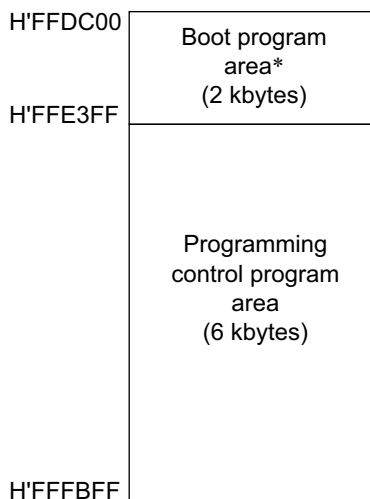 H'FFDC00
Boot program
area*
(2 kbytes)
H'FFE3FF
Programming
control program
area
(6 kbytes)
H'FFFBFF